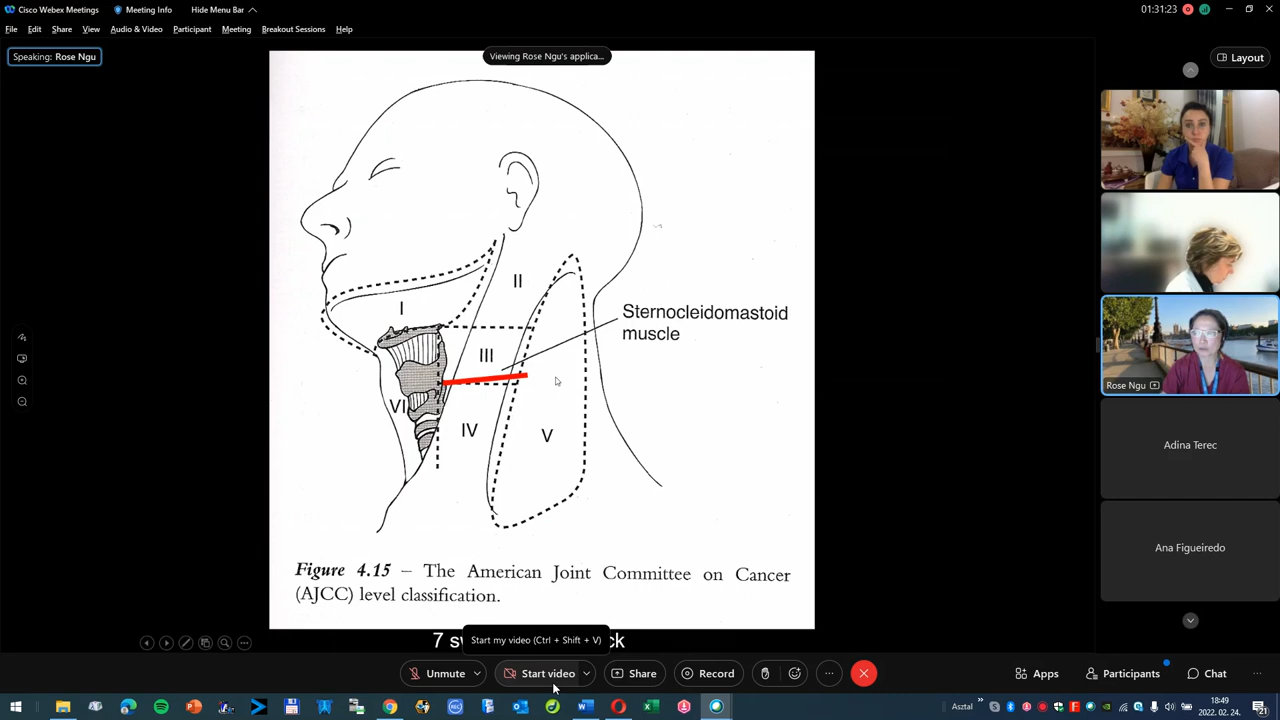 Cisco Webex Meetings
Meeting Info
Hide Menu Bar
01:31:23
File Edit Share View Audio & Video Participant Meeting Breakout Sessions Help
Speaking: Rose Ngu
Viewing Rose Ngu's applica...
Layout
I
II
III
IV
V
VI
Sternocleidomastoid
muscle
Figure 4.15 – The American Joint Committee on Cancer
(AJCC) level classification.
Rose Ngu
Adina Terec
Ana Figueiredo
Start my video (Ctrl + Shift + V)
Unmute
Start video
Share
Record
Apps
Participants
Chat
Asztal
18:49
2022. 02. 24.